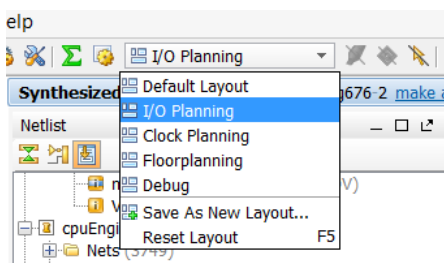 elp
I/O Planning
Synthesized
g676-2 make a
Default Layout
I/O Planning
Netlist
Clock Planning
Floorplanning
Debug
V)
Save As New Layout...
cpuEngi
Reset Layout F5
Nets (3749)